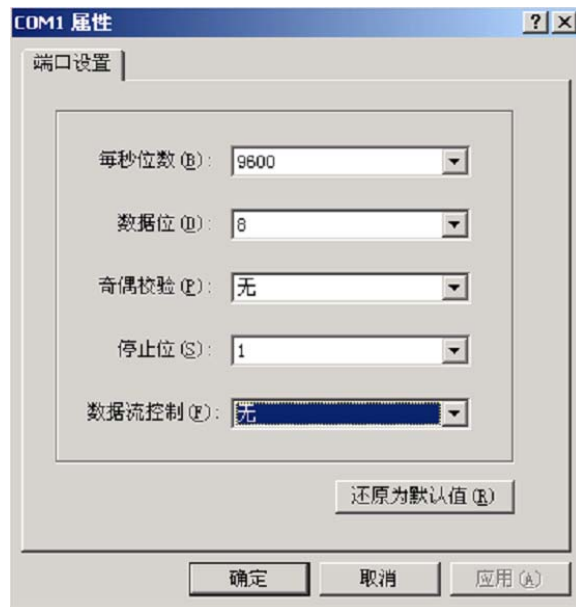 COM1 属性
端口设置
每秒位数(B): 9600
数据位(D): 8
奇偶校验(P): 无
停止位(S): 1
数据流控制(F): 无
还原为默认值(R)
确定 取消 应用(A)